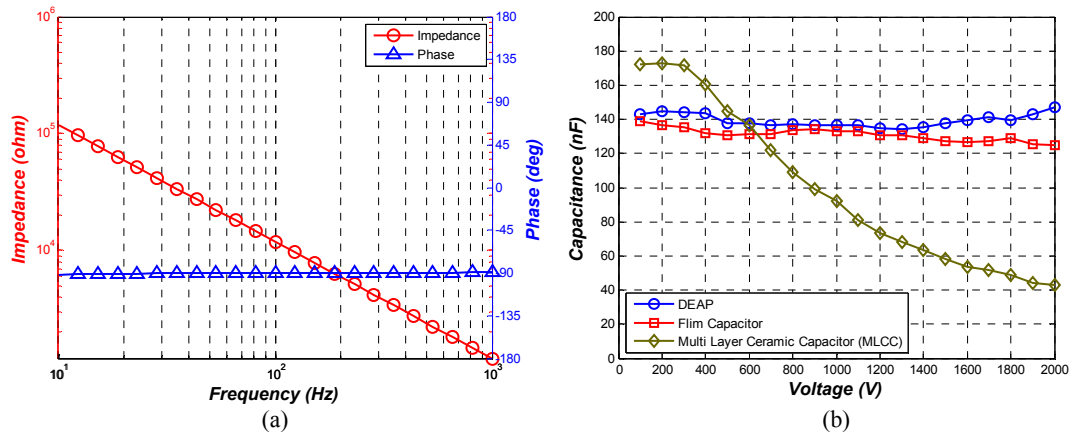 10^6
10^5
10^4
Impedance (ohm)
10^1
10^2
10^3
Frequency (Hz)
180
135
90
45
0
-45
-90
-135
-180
Phase (deg)
Impedance
Phase
(a)
200
180
160
140
120
100
80
60
40
20
0
Capacitance (nF)
0 200 400 600 800 1000 1200 1400 1600 1800 2000
Voltage (V)
DEAP
Flim Capacitor
Multi Layer Ceramic Capacitor (MLCC)
(b)